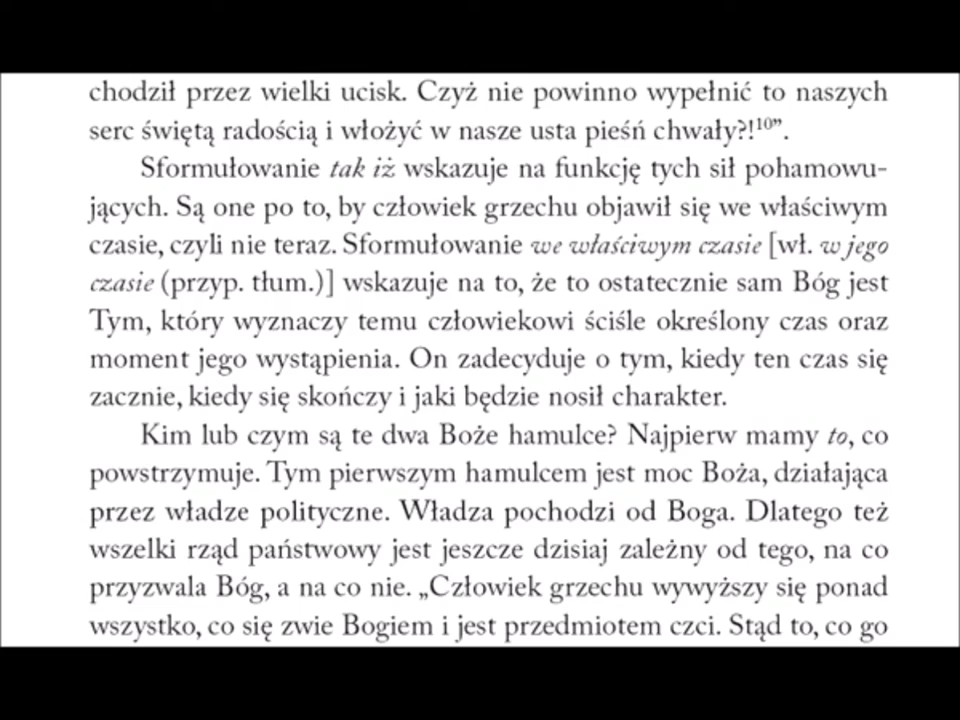 chodził przez wielki ucisk. Czyż nie powinno wypełnić to naszych
serc świętą radością i włożyć w nasze usta pieśń chwały?!¹⁰”.
Sformułowanie tak iż wskazuje na funkcję tych sił pohamowu-
jących. Są one po to, by człowiek grzechu objawił się we właściwym
czasie, czyli nie teraz. Sformułowanie we właściwym czasie [wł. w jego
czasie (przyp. tłum.)] wskazuje na to, że to ostatecznie sam Bóg jest
Tym, który wyznaczy temu człowiekowi ściśle określony czas oraz
moment jego wystąpienia. On zadecyduje o tym, kiedy ten czas się
zacznie, kiedy się skończy i jaki będzie nosił charakter.
Kim lub czym są te dwa Boże hamulce? Najpierw mamy to, co
powstrzymuje. Tym pierwszym hamulcem jest moc Boża, działająca
przez władze polityczne. Władza pochodzi od Boga. Dlatego też
wszelki rząd państwowy jest jeszcze dzisiaj zależny od tego, na co
przyzwala Bóg, a na co nie. „Człowiek grzechu wywyższy się ponad
wszystko, co się zwie Bogiem i jest przedmiotem czci. Stąd to, co go